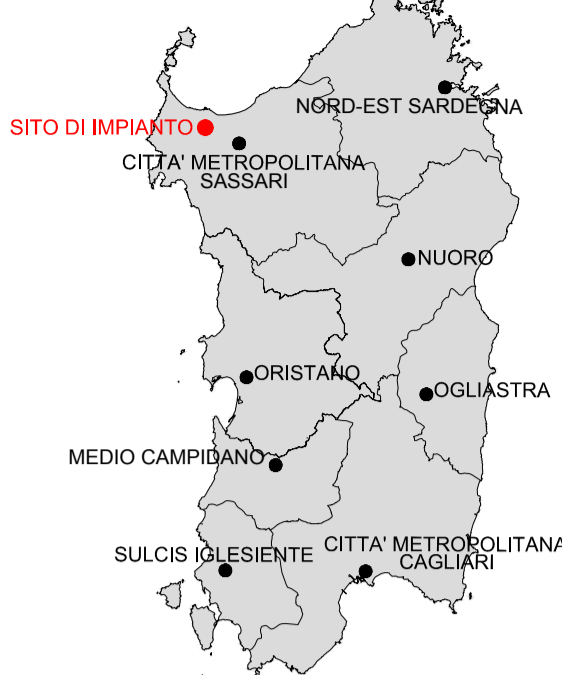 NORD-EST SARDEGNA
SITO DI IMPIANTO
CITTA' METROPOLITANA
SASSARI
NUORO
ORISTANO
OGLIASTRA
MEDIO CAMPIDANO
SULCIS IGLESIENTE
CITTA' METROPOLITANA
CAGLIARI